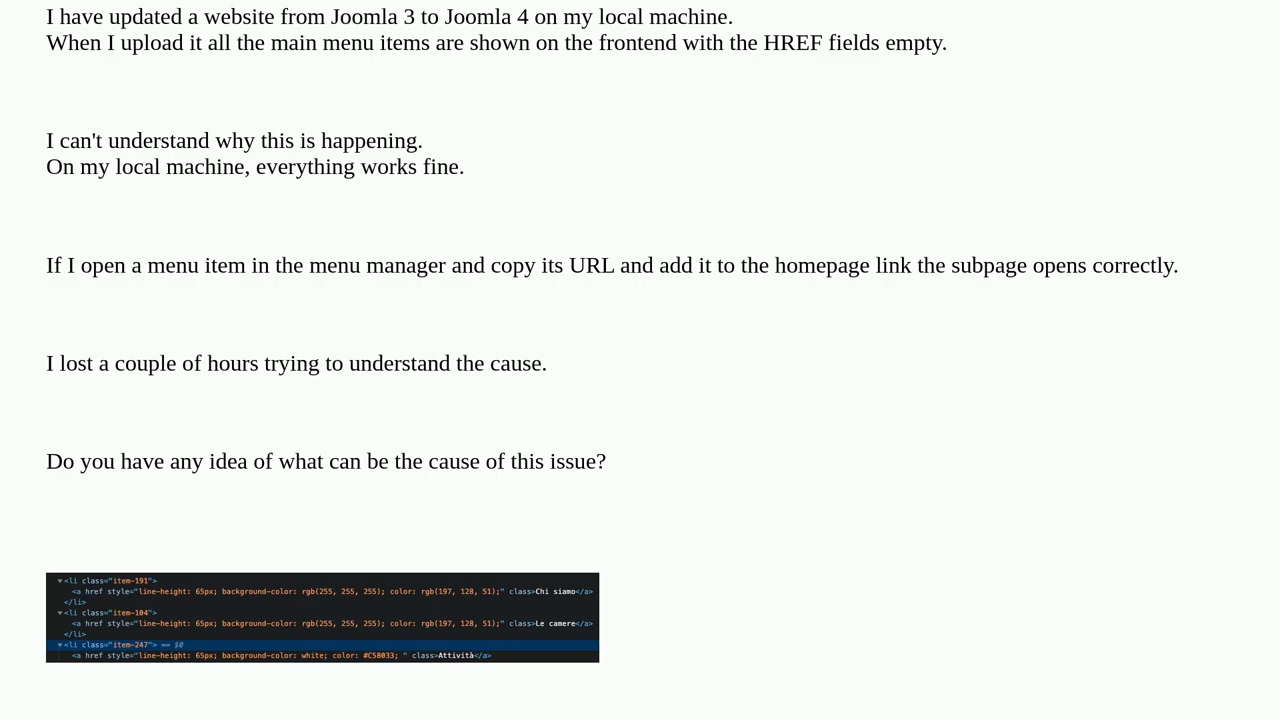 I have updated a website from Joomla 3 to Joomla 4 on my local machine.
When I upload it all the main menu items are shown on the frontend with the HREF fields empty.
I can't understand why this is happening.
On my local machine, everything works fine.
If I open a menu item in the menu manager and copy its URL and add it to the homepage link the subpage opens correctly.
I lost a couple of hours trying to understand the cause.
Do you have any idea of what can be the cause of this issue?
▼<li class="item-191">
<a href style="line-height: 65px; background-color: rgb(255, 255, 255); color: rgb(197, 128, 51);" class>Chi siamo</a>
</li>
▼<li class="item-104">
<a href style="line-height: 65px; background-color: rgb(255, 255, 255); color: rgb(197, 128, 51);" class>Le camere</a>
</li>
▼<li class="item-247"> == $0
<a href style="line-height: 65px; background-color: white; color: #C58033; " class>Attività</a>